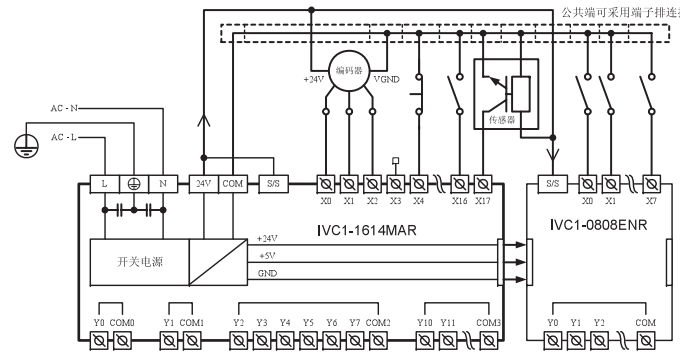 公共端可采用端子排连接
编码器
+24V
VGND
传感器
AC - N
AC - L
L
N
24V
COM
S/S
X0
X1
X2
X3
X4
X16
X17
S/S
X0
X1
X7
IVC1-1614MAR
IVC1-0808ENR
开关电源
+24V
+5V
GND
Y0
COM0
Y1
COM1
Y2
Y3
Y4
Y5
Y6
Y7
COM2
Y10
Y11
COM3
Y0
Y1
Y2
COM